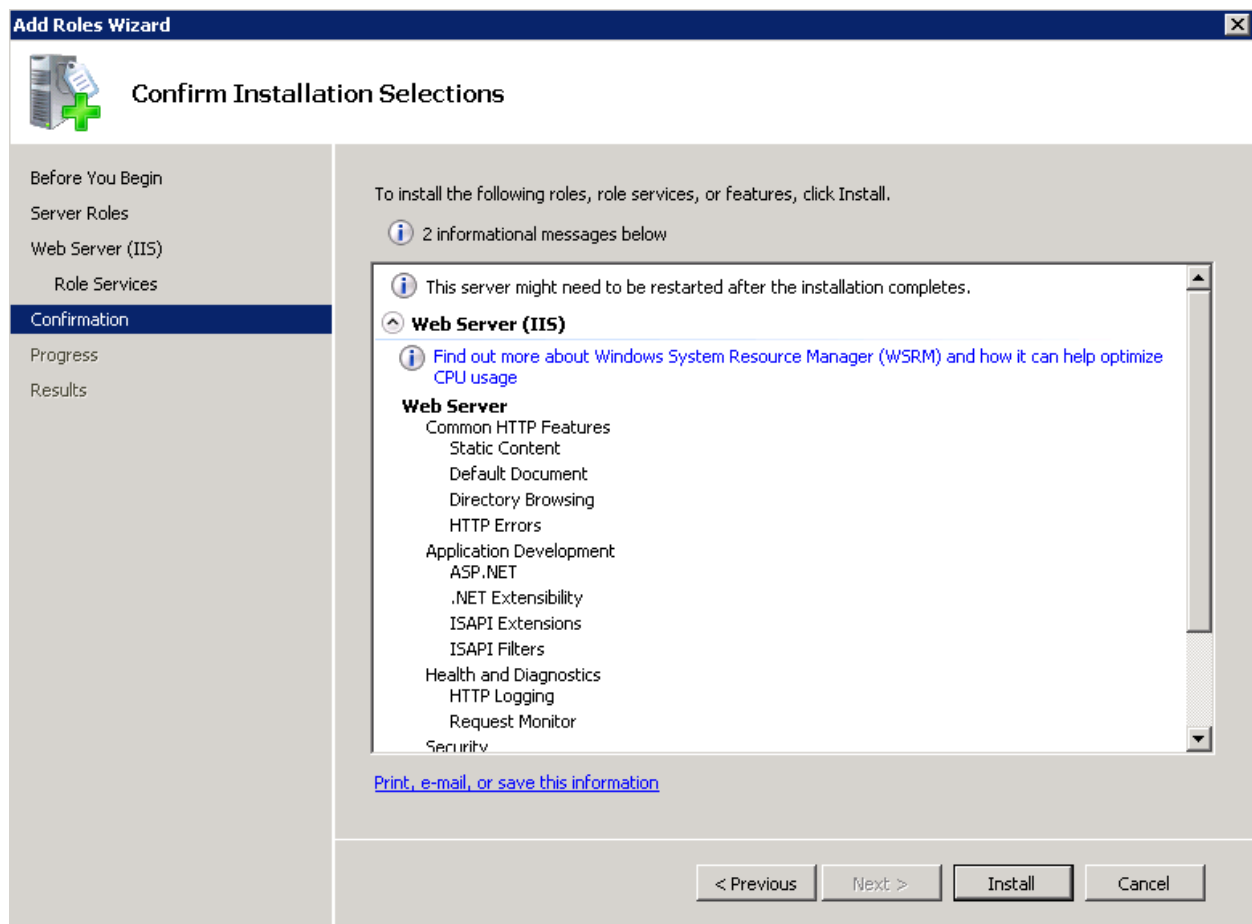 Add Roles Wizard
Confirm Installation Selections
Before You Begin
Server Roles
Web Server (IIS)
Role Services
Confirmation
Progress
Results
To install the following roles, role services, or features, click Install.
2 informational messages below
This server might need to be restarted after the installation completes.
Web Server (IIS)
Find out more about Windows System Resource Manager (WSRM) and how it can help optimize
CPU usage
Web Server
Common HTTP Features
Static Content
Default Document
Directory Browsing
HTTP Errors
Application Development
ASP.NET
.NET Extensibility
ISAPI Extensions
ISAPI Filters
Health and Diagnostics
HTTP Logging
Request Monitor
Security
Print, e-mail, or save this information
< Previous
Next >
Install
Cancel